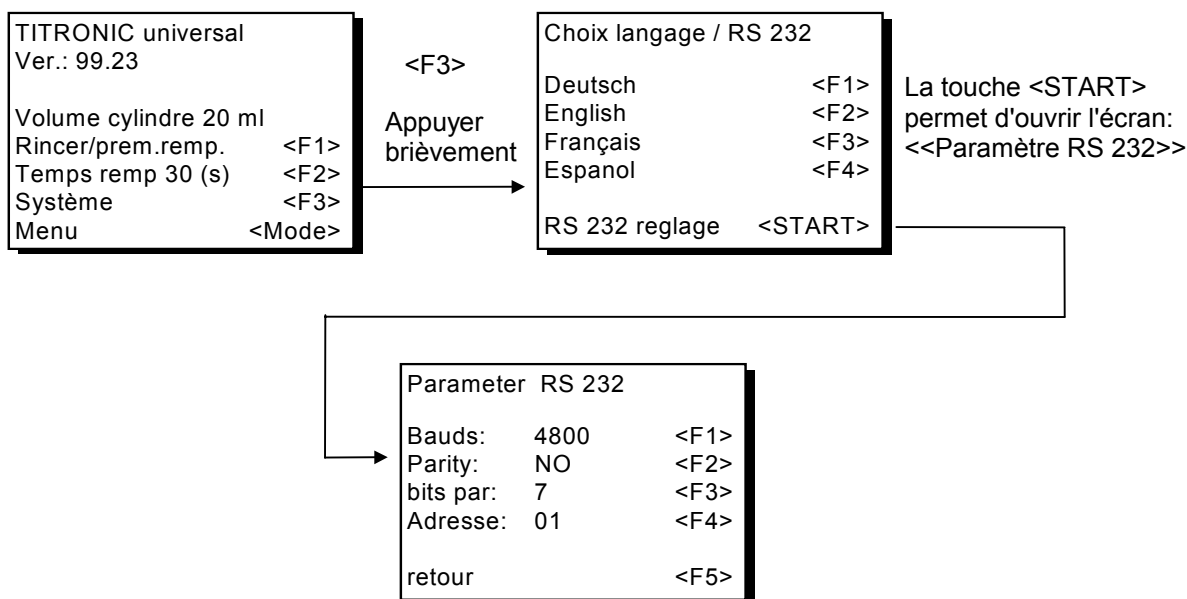 TITRONIC universal
Ver.: 99.23
Volume cylindre 20 ml
Rincer/prem.remp. <F1>
Temps remp 30 (s) <F2>
Système <F3>
Menu <Mode>
<F3>
Appuyer
brièvement
Choix langage / RS 232
Deutsch <F1>
English <F2>
Français <F3>
Espanol <F4>
RS 232 reglage <START>
La touche <START>
permet d'ouvrir l'écran:
<<Paramètre RS 232>>
Parameter RS 232
Bauds: 4800 <F1>
Parity: NO <F2>
bits par: 7 <F3>
Adresse: 01 <F4>
retour <F5>